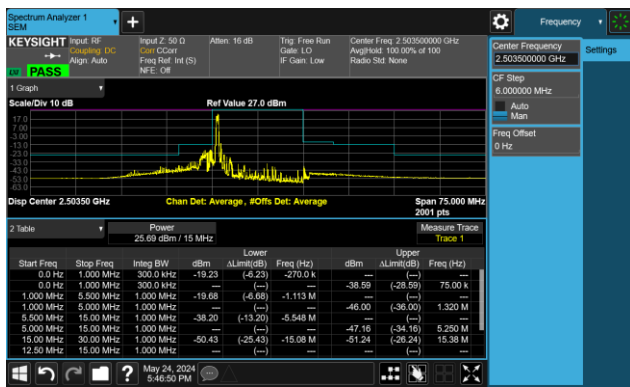 Spectrum Analyzer 1
SEM
Frequency
KEYSIGHT Input: RF
Coupling: DC
Align: Auto
Input Z: 50 Ω
Corr CCorr
Freq Ref: Int (S)
NFE: Off
Atten: 16 dB
Trig: Free Run
Gate: LO
IF Gain: Low
Center Freq: 2.503500000 GHz
Avg|Hold: 100.00% of 100
Radio Std: None
PASS
Center Frequency
2.503500000 GHz
Settings
CF Step
6.000000 MHz
Auto
Man
Freq Offset
0 Hz
1 Graph
Scale/Div 10 dB
Ref Value 27.0 dBm
17.0
7.00
-3.00
-13.0
-23.0
-33.0
-43.0
-53.0
-63.0
Disp Center 2.50350 GHz
Chan Det: Average, #Offs Det: Average
Span 75.000 MHz
2001 pts
2 Table
Power
25.69 dBm / 15 MHz
Measure Trace
Trace 1
Lower Upper
Start Freq Stop Freq Integ BW dBm ΔLimit(dB) Freq (Hz) dBm ΔLimit(dB) Freq (Hz)
0.0 Hz 1.000 MHz 300.0 kHz -19.23 (-6.23) -270.0 k --- (---) ---
0.0 Hz 1.000 MHz 300.0 kHz --- (---) --- -38.59 (-28.59) 75.00 k
1.000 MHz 5.500 MHz 1.000 MHz -19.68 (-6.68) -1.113 M --- (---) ---
1.000 MHz 5.000 MHz 1.000 MHz --- (---) --- -46.00 (-36.00) 1.320 M
5.500 MHz 15.00 MHz 1.000 MHz -38.20 (-13.20) -5.548 M --- (---) ---
5.000 MHz 15.00 MHz 1.000 MHz --- (---) --- -47.16 (-34.16) 5.250 M
15.00 MHz 30.00 MHz 1.000 MHz -50.43 (-25.43) -15.08 M -51.24 (-26.24) 15.38 M
12.50 MHz 15.00 MHz 1.000 MHz --- (---) --- --- (---) ---
May 24, 2024
5:46:50 PM